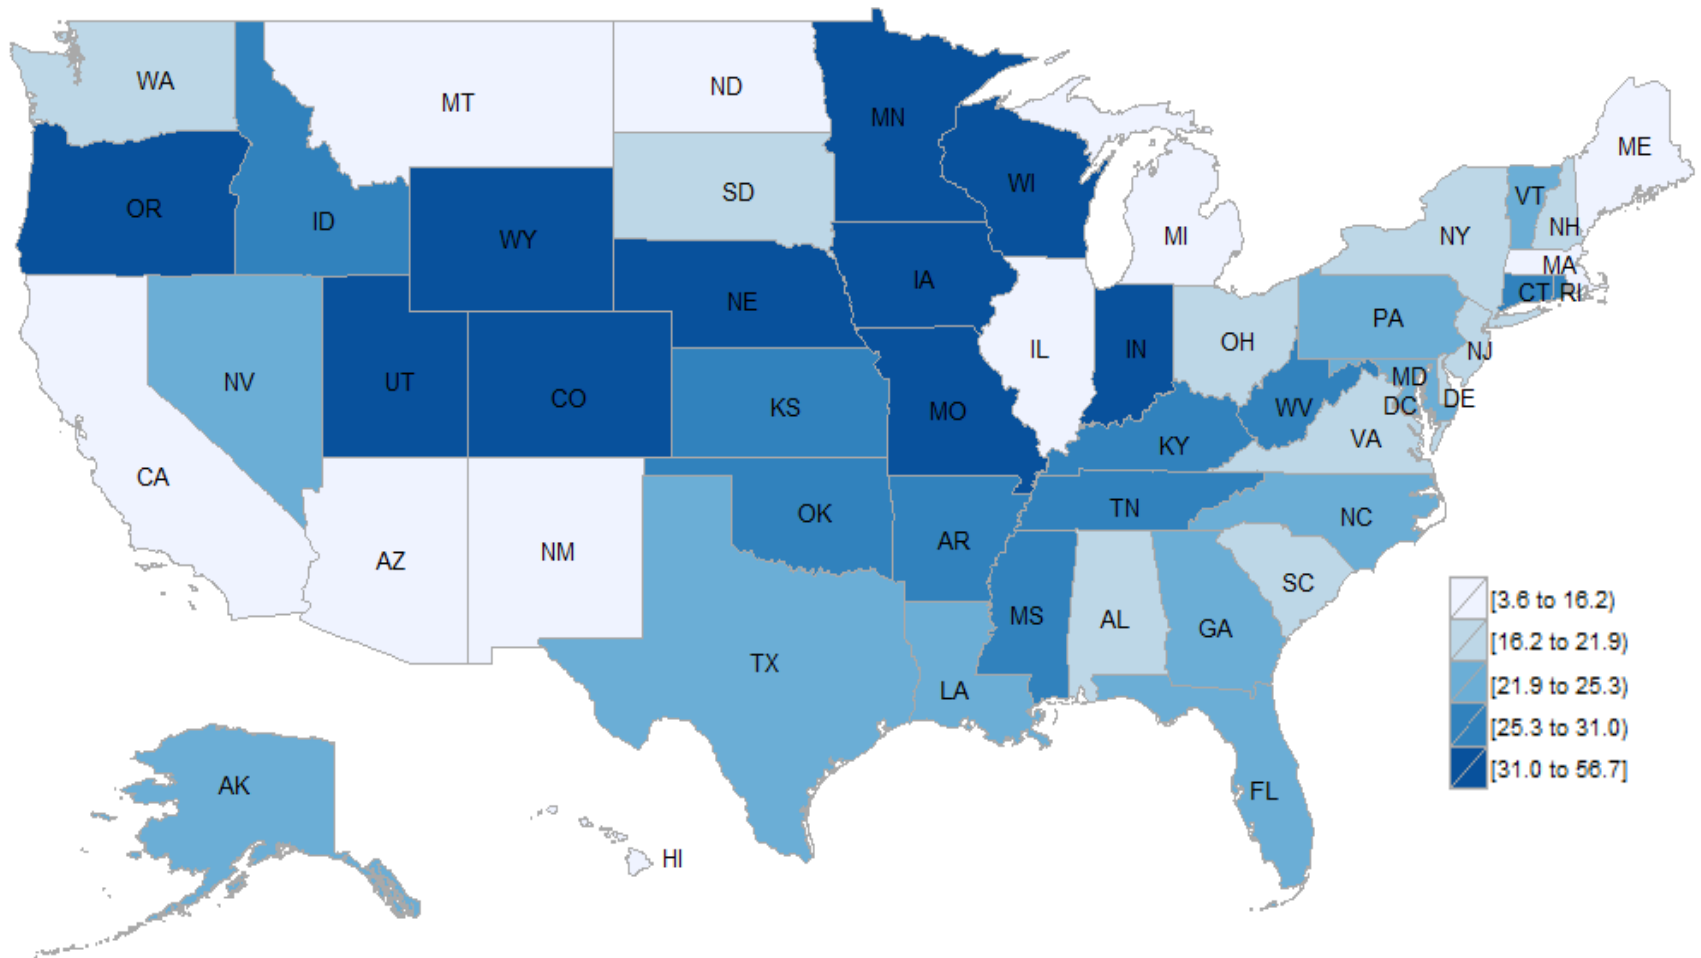 WA
MT
ND
MN
ME
VT
NH
OR
ID
SD
WI
WY
MI
NY
MA
CT RI
NE
IA
PA
IL
IN
OH
NJ
NV
UT
CO
KS
MO
WV
MD
DC
DE
CA
KY
VA
OK
TN
NC
AZ
NM
AR
SC
MS
AL
GA
TX
LA
AK
FL
HI
[3.6 to 16.2)
[16.2 to 21.9)
[21.9 to 25.3)
[25.3 to 31.0)
[31.0 to 56.7]